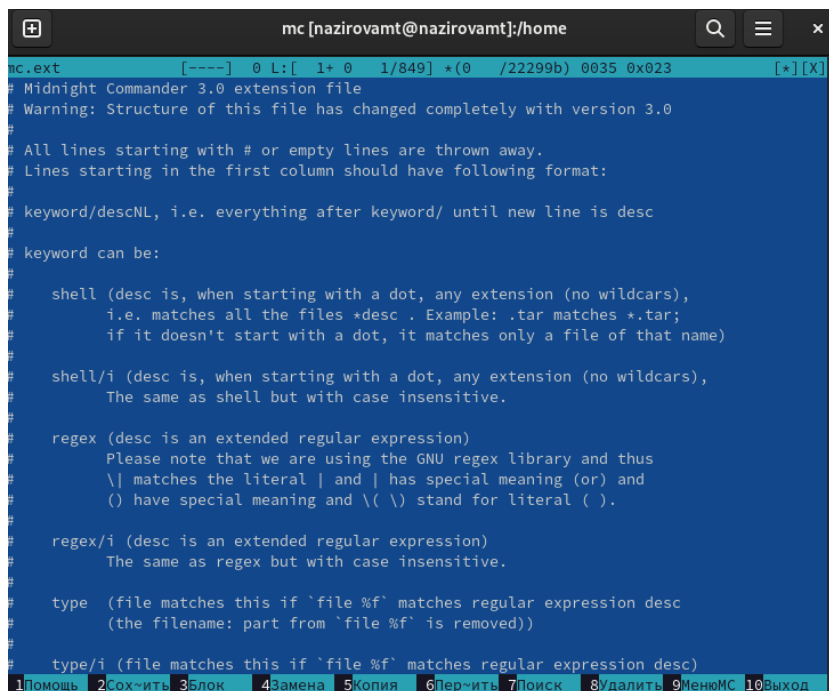 mc [nazirovamt@nazirovamt]:/home
mc.ext [----] 0 L:[ 1+ 0 1/849] *(0 /22299b) 0035 0x023 [*][X]
# Midnight Commander 3.0 extension file
# Warning: Structure of this file has changed completely with version 3.0
#
# All lines starting with # or empty lines are thrown away.
# Lines starting in the first column should have following format:
#
# keyword/descNL, i.e. everything after keyword/ until new line is desc
#
# keyword can be:
#
# shell (desc is, when starting with a dot, any extension (no wildcars),
# i.e. matches all the files *desc . Example: .tar matches *.tar;
# if it doesn't start with a dot, it matches only a file of that name)
#
# shell/i (desc is, when starting with a dot, any extension (no wildcars),
# The same as shell but with case insensitive.
#
# regex (desc is an extended regular expression)
# Please note that we are using the GNU regex library and thus
# \| matches the literal | and | has special meaning (or) and
# () have special meaning and \( \) stand for literal ( ).
#
# regex/i (desc is an extended regular expression)
# The same as regex but with case insensitive.
#
# type (file matches this if `file %f` matches regular expression desc
# (the filename: part from `file %f` is removed))
#
# type/i (file matches this if `file %f` matches regular expression desc)
1Помощь 2Сох~ить 3Блок 4Замена 5Копия 6Пер~ить 7Поиск 8Удалить 9МенюMC 10Выход